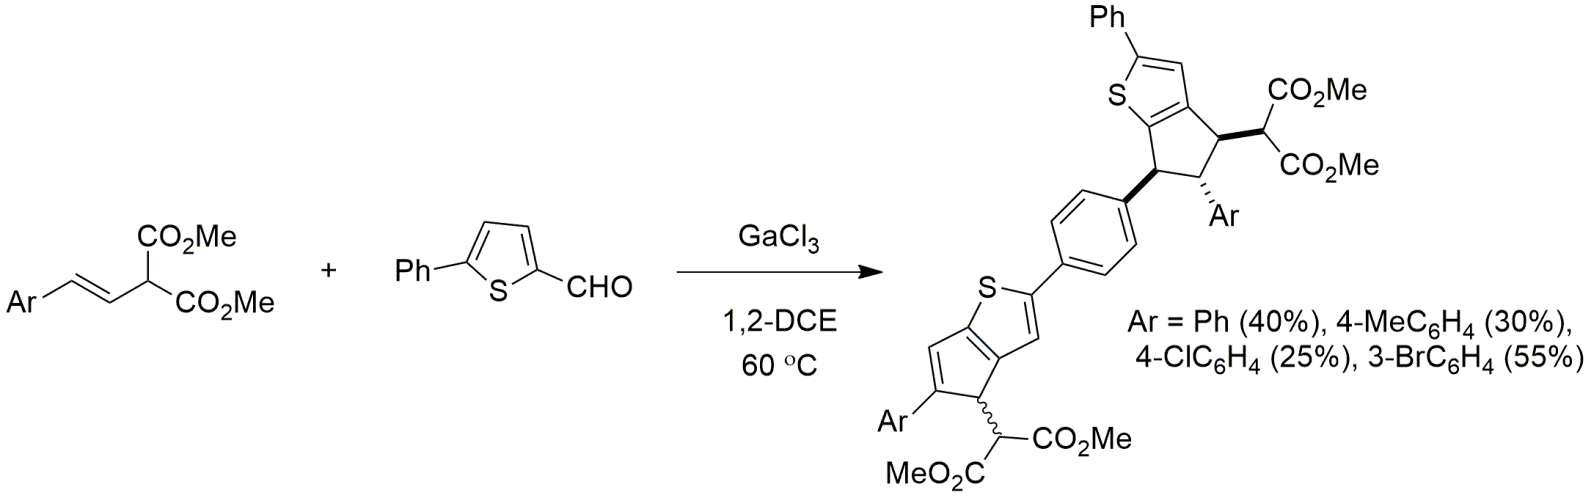 Ph
S
CO₂Me
CO₂Me
Ar
CO₂Me
CO₂Me
Ar
+
Ph
S
CHO
GaCl₃
1,2-DCE
60 °C
S
Ar
CO₂Me
MeO₂C
Ar = Ph (40%), 4-MeC₆H₄ (30%),
4-ClC₆H₄ (25%), 3-BrC₆H₄ (55%)